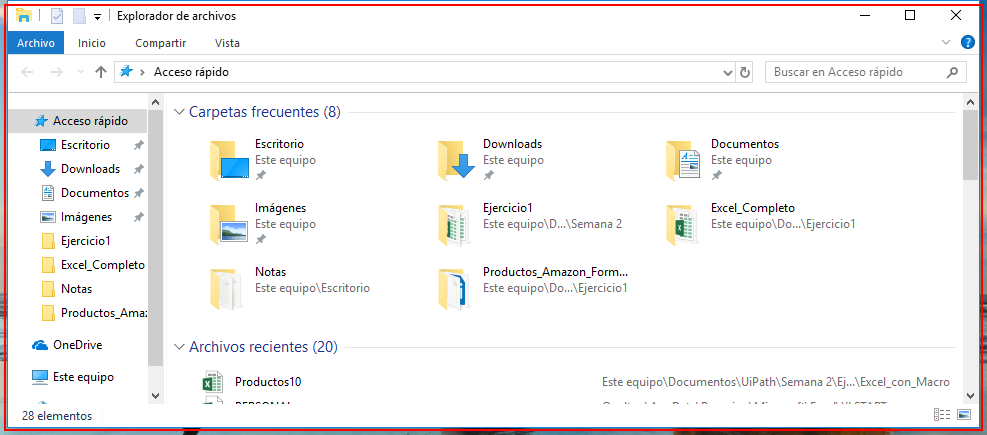 Explorador de archivos
Archivo Inicio Compartir Vista
Acceso rápido Buscar en Acceso rápido
Acceso rápido
Escritorio
Downloads
Documentos
Imágenes
Ejercicio1
Excel_Completo
Notas
Productos_Amaz
OneDrive
Este equipo
Carpetas frecuentes (8)
Escritorio
Este equipo
Downloads
Este equipo
Documentos
Este equipo
Imágenes
Este equipo
Ejercicio1
Este equipo\D...\Semana 2
Excel_Completo
Este equipo\Do...\Ejercicio1
Notas
Este equipo\Escritorio
Productos_Amazon_Form...
Este equipo\Do...\Ejercicio1
Archivos recientes (20)
Productos10 Este equipo\Documentos\UiPath\Semana 2\Ej...\Excel_con_Macro
PERSONAL
28 elementos